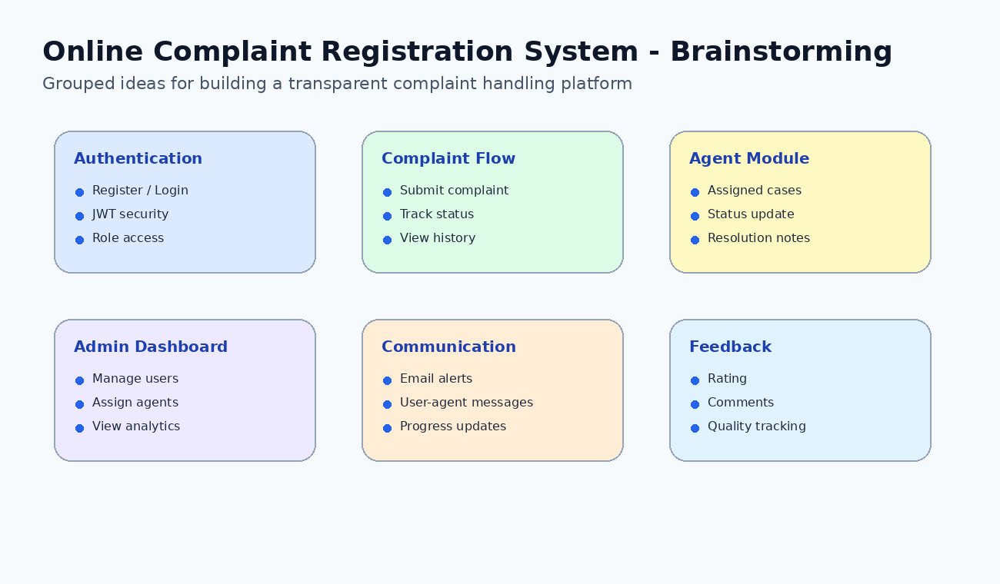 Online Complaint Registration System - Brainstorming
Grouped ideas for building a transparent complaint handling platform
Authentication
Register / Login
JWT security
Role access
Complaint Flow
Submit complaint
Track status
View history
Agent Module
Assigned cases
Status update
Resolution notes
Admin Dashboard
Manage users
Assign agents
View analytics
Communication
Email alerts
User-agent messages
Progress updates
Feedback
Rating
Comments
Quality tracking